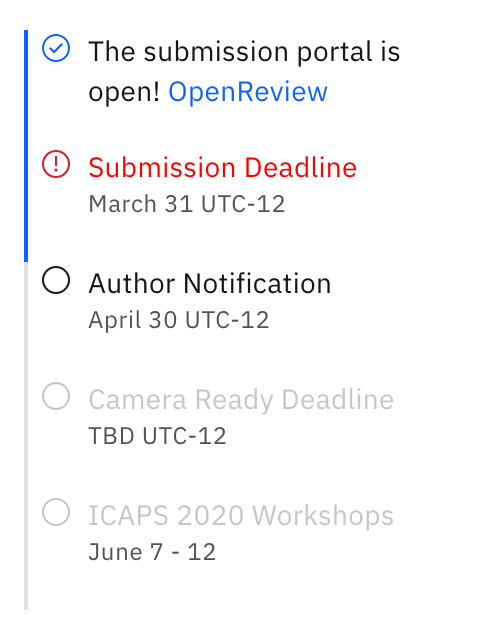 The submission portal is
open! OpenReview
Submission Deadline
March 31 UTC-12
Author Notification
April 30 UTC-12
Camera Ready Deadline
TBD UTC-12
ICAPS 2020 Workshops
June 7 - 12